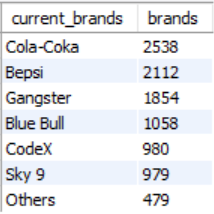 current_brands brands
Cola-Coka 2538
Bepsi 2112
Gangster 1854
Blue Bull 1058
CodeX 980
Sky 9 979
Others 479